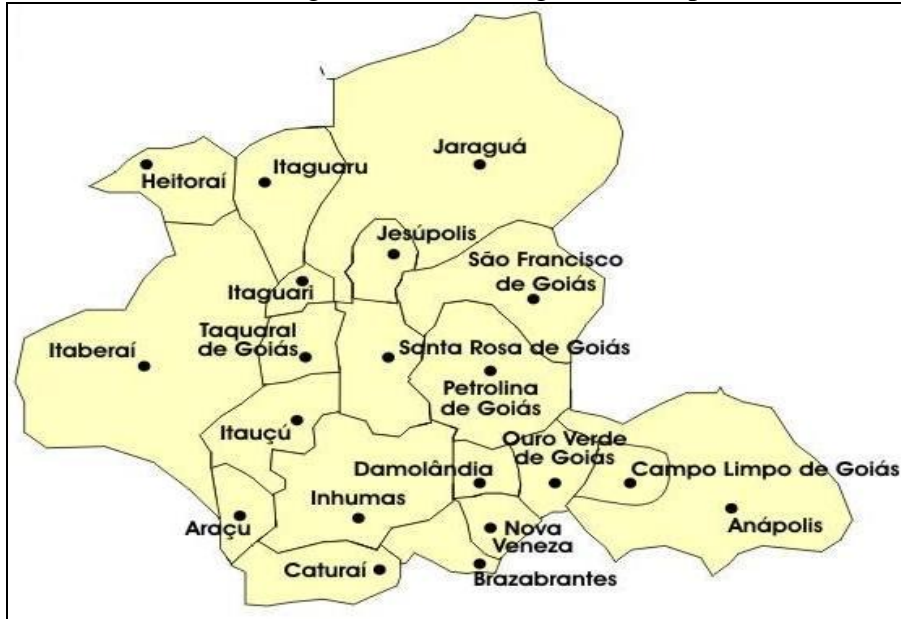 Jaraguá
Itaguaru
Heitoraí
Jesúpolis
São Francisco
de Goiás
Itaguari
Taquaral
de Goiás
Itaberaí
Santa Rosa de Goiás
Petrolina
de Goiás
Itauçú
Ouro Verde
de Goiás
Damolândia
Campo Limpo de Goiás
Inhumas
Araçu
Anápolis
Nova
Veneza
Caturaí
Brazabrantes